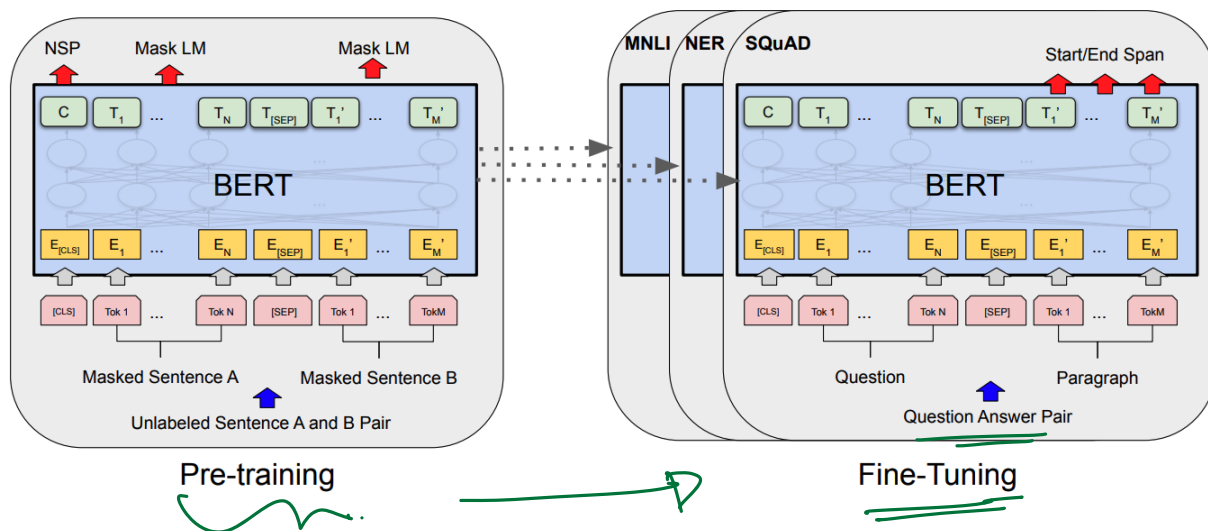 NSP Mask LM Mask LM
C T1 ... TN T[SEP] T1' ... TM'
...
...
BERT
E[CLS] E1 ... EN E[SEP] E1' ... EM'
[CLS] Tok 1 ... Tok N [SEP] Tok 1 ... TokM
Masked Sentence A Masked Sentence B
Unlabeled Sentence A and B Pair
Pre-training
MNLI NER SQuAD
Start/End Span
C T1 ... TN T[SEP] T1' ... TM'
...
...
BERT
E[CLS] E1 ... EN E[SEP] E1' ... EM'
[CLS] Tok 1 ... Tok N [SEP] Tok 1 ... TokM
Question Paragraph
Question Answer Pair
Fine-Tuning